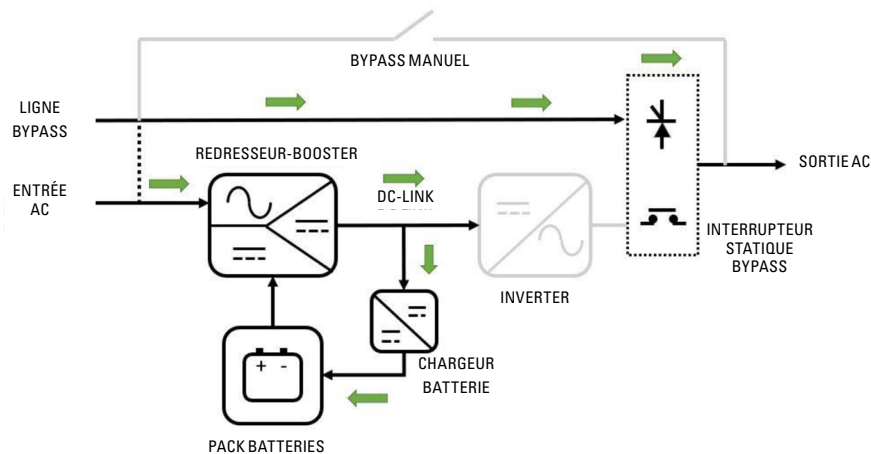 BYPASS MANUEL
LIGNE
BYPASS
REDRESSEUR-BOOSTER
ENTRÉE
AC
DC-LINK
SORTIE AC
INTERRUPTEUR
STATIQUE
BYPASS
INVERTER
+ -
CHARGEUR
BATTERIE
PACK BATTERIES